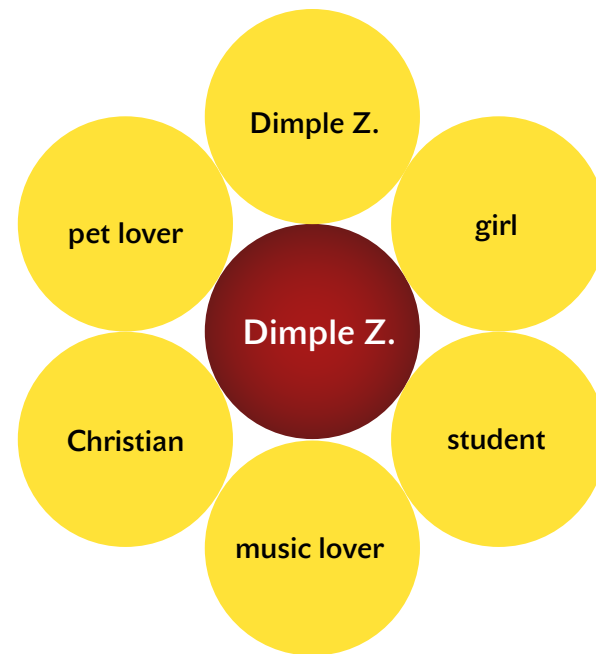 Dimple Z.
pet lover
girl
Dimple Z.
Christian
student
music lover